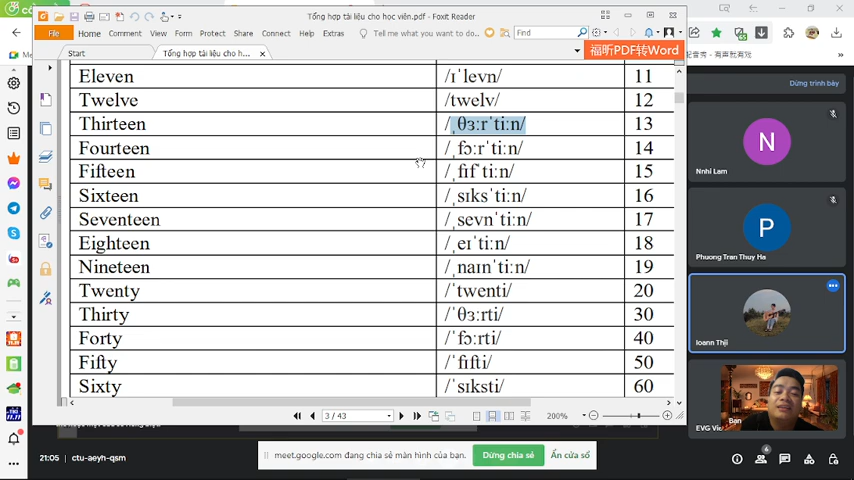 Tổng hợp tài liệu cho học viên.pdf - Foxit Reader
File Home Comment View Form Protect Share Connect Help Extras Tell me what you want to do... Find
Start Tổng hợp tài liệu cho h...
福昕PDF转Word
Eleven /ɪˈlevn/ 11
Twelve /twelv/ 12
Thirteen /ˌθɜːrˈtiːn/ 13
Fourteen /ˌfɔːrˈtiːn/ 14
Fifteen /ˌfɪfˈtiːn/ 15
Sixteen /ˌsɪksˈtiːn/ 16
Seventeen /ˌsevnˈtiːn/ 17
Eighteen /ˌeɪˈtiːn/ 18
Nineteen /ˌnaɪnˈtiːn/ 19
Twenty /ˈtwenti/ 20
Thirty /ˈθɜːrti/ 30
Forty /ˈfɔːrti/ 40
Fifty /ˈfɪfti/ 50
Sixty /ˈsɪksti/ 60
3 / 43
200%
Dừng trình bày
Nnhi Lam
P
Phuong Tran Thuy Ha
Ioann Thịi
Bạn
EVG Vi
21:05 ctu-aeyh-qsm
meet.google.com đang chia sẻ màn hình của bạn.
Dừng chia sẻ
Ẩn cửa sổ
6